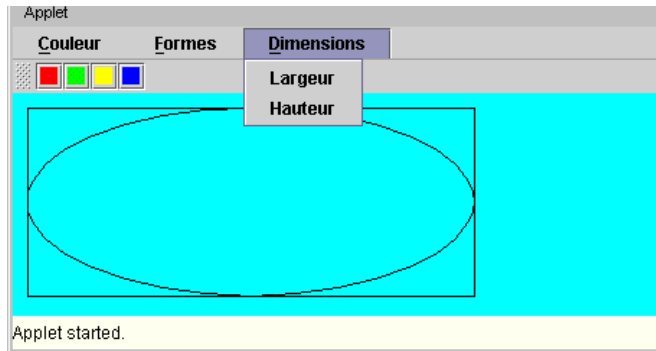 Applet
Couleur Formes Dimensions
Largeur
Hauteur
Applet started.